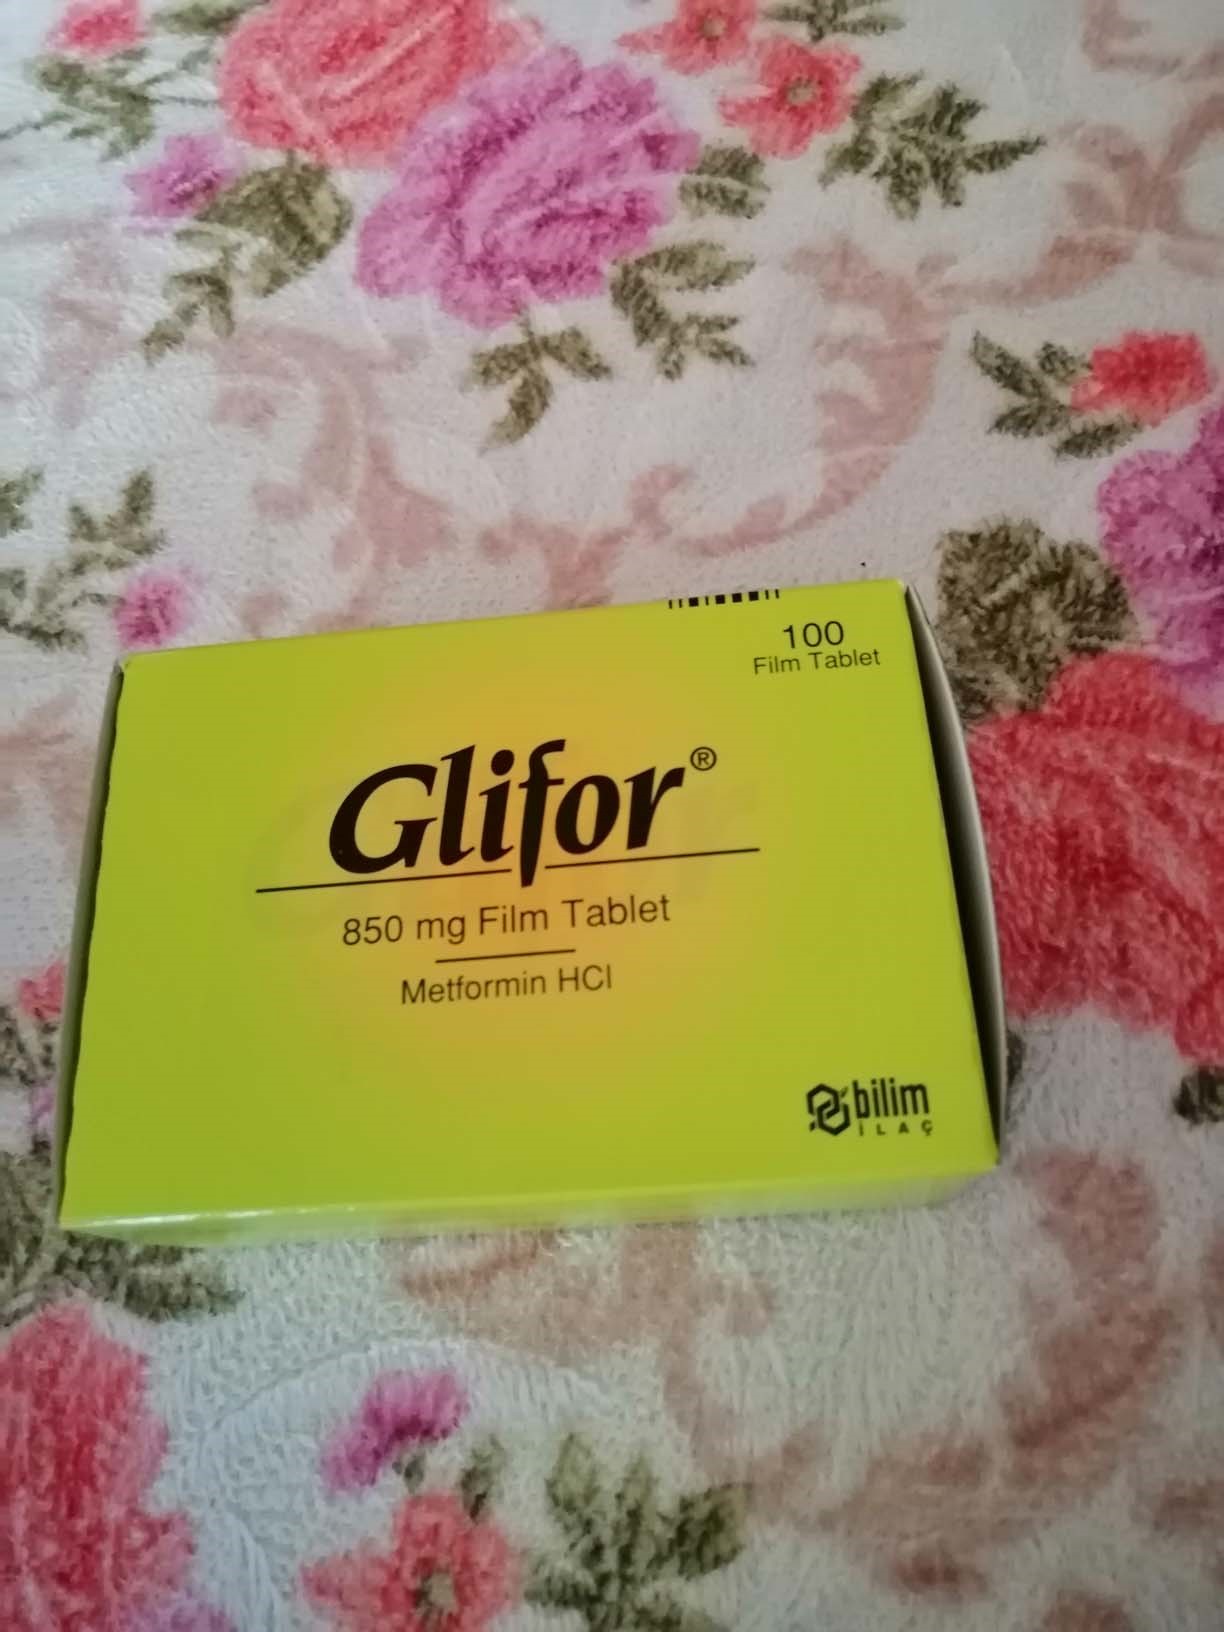 100
Film Tablet
Glifor®
850 mg Film Tablet
Metformin HCl
bilim
İLAÇ